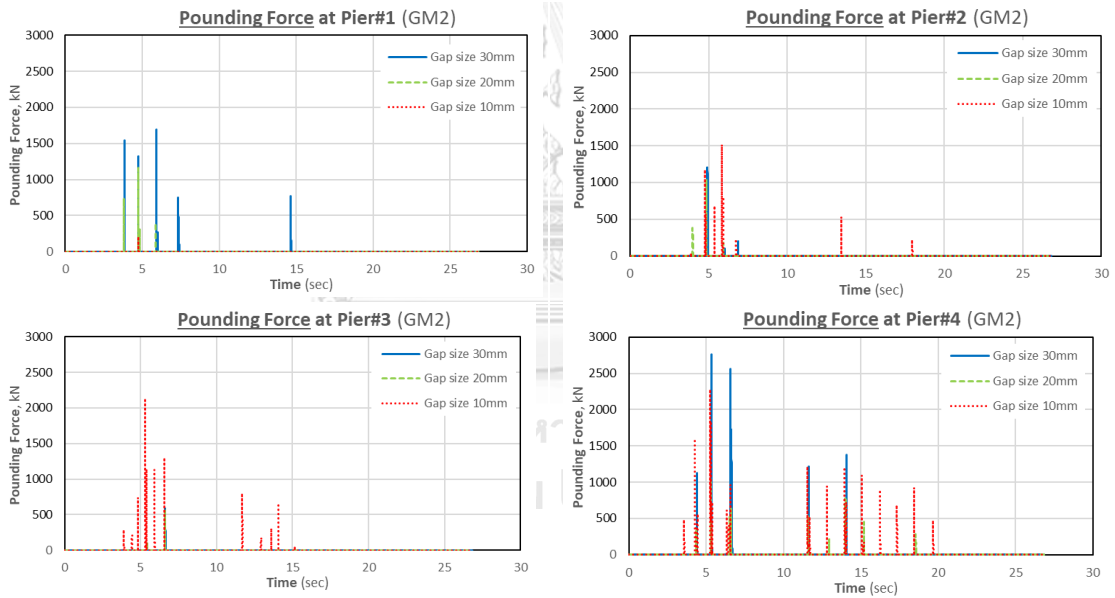 Pounding Force at Pier#1 (GM2)
3000
2500
2000
1500
1000
500
0
Pounding Force, kN
Gap size 30mm
Gap size 20mm
Gap size 10mm
0 5 10 15 20 25 30
Time (sec)
Pounding Force at Pier#2 (GM2)
3000
2500
2000
1500
1000
500
0
Pounding Force, kN
Gap size 30mm
Gap size 20mm
Gap size 10mm
0 5 10 15 20 25 30
Time (sec)
Pounding Force at Pier#3 (GM2)
3000
2500
2000
1500
1000
500
0
Pounding Force, kN
Gap size 30mm
Gap size 20mm
Gap size 10mm
0 5 10 15 20 25 30
Time (sec)
Pounding Force at Pier#4 (GM2)
3000
2500
2000
1500
1000
500
0
Pounding Force, kN
Gap size 30mm
Gap size 20mm
Gap size 10mm
0 5 10 15 20 25 30
Time (sec)